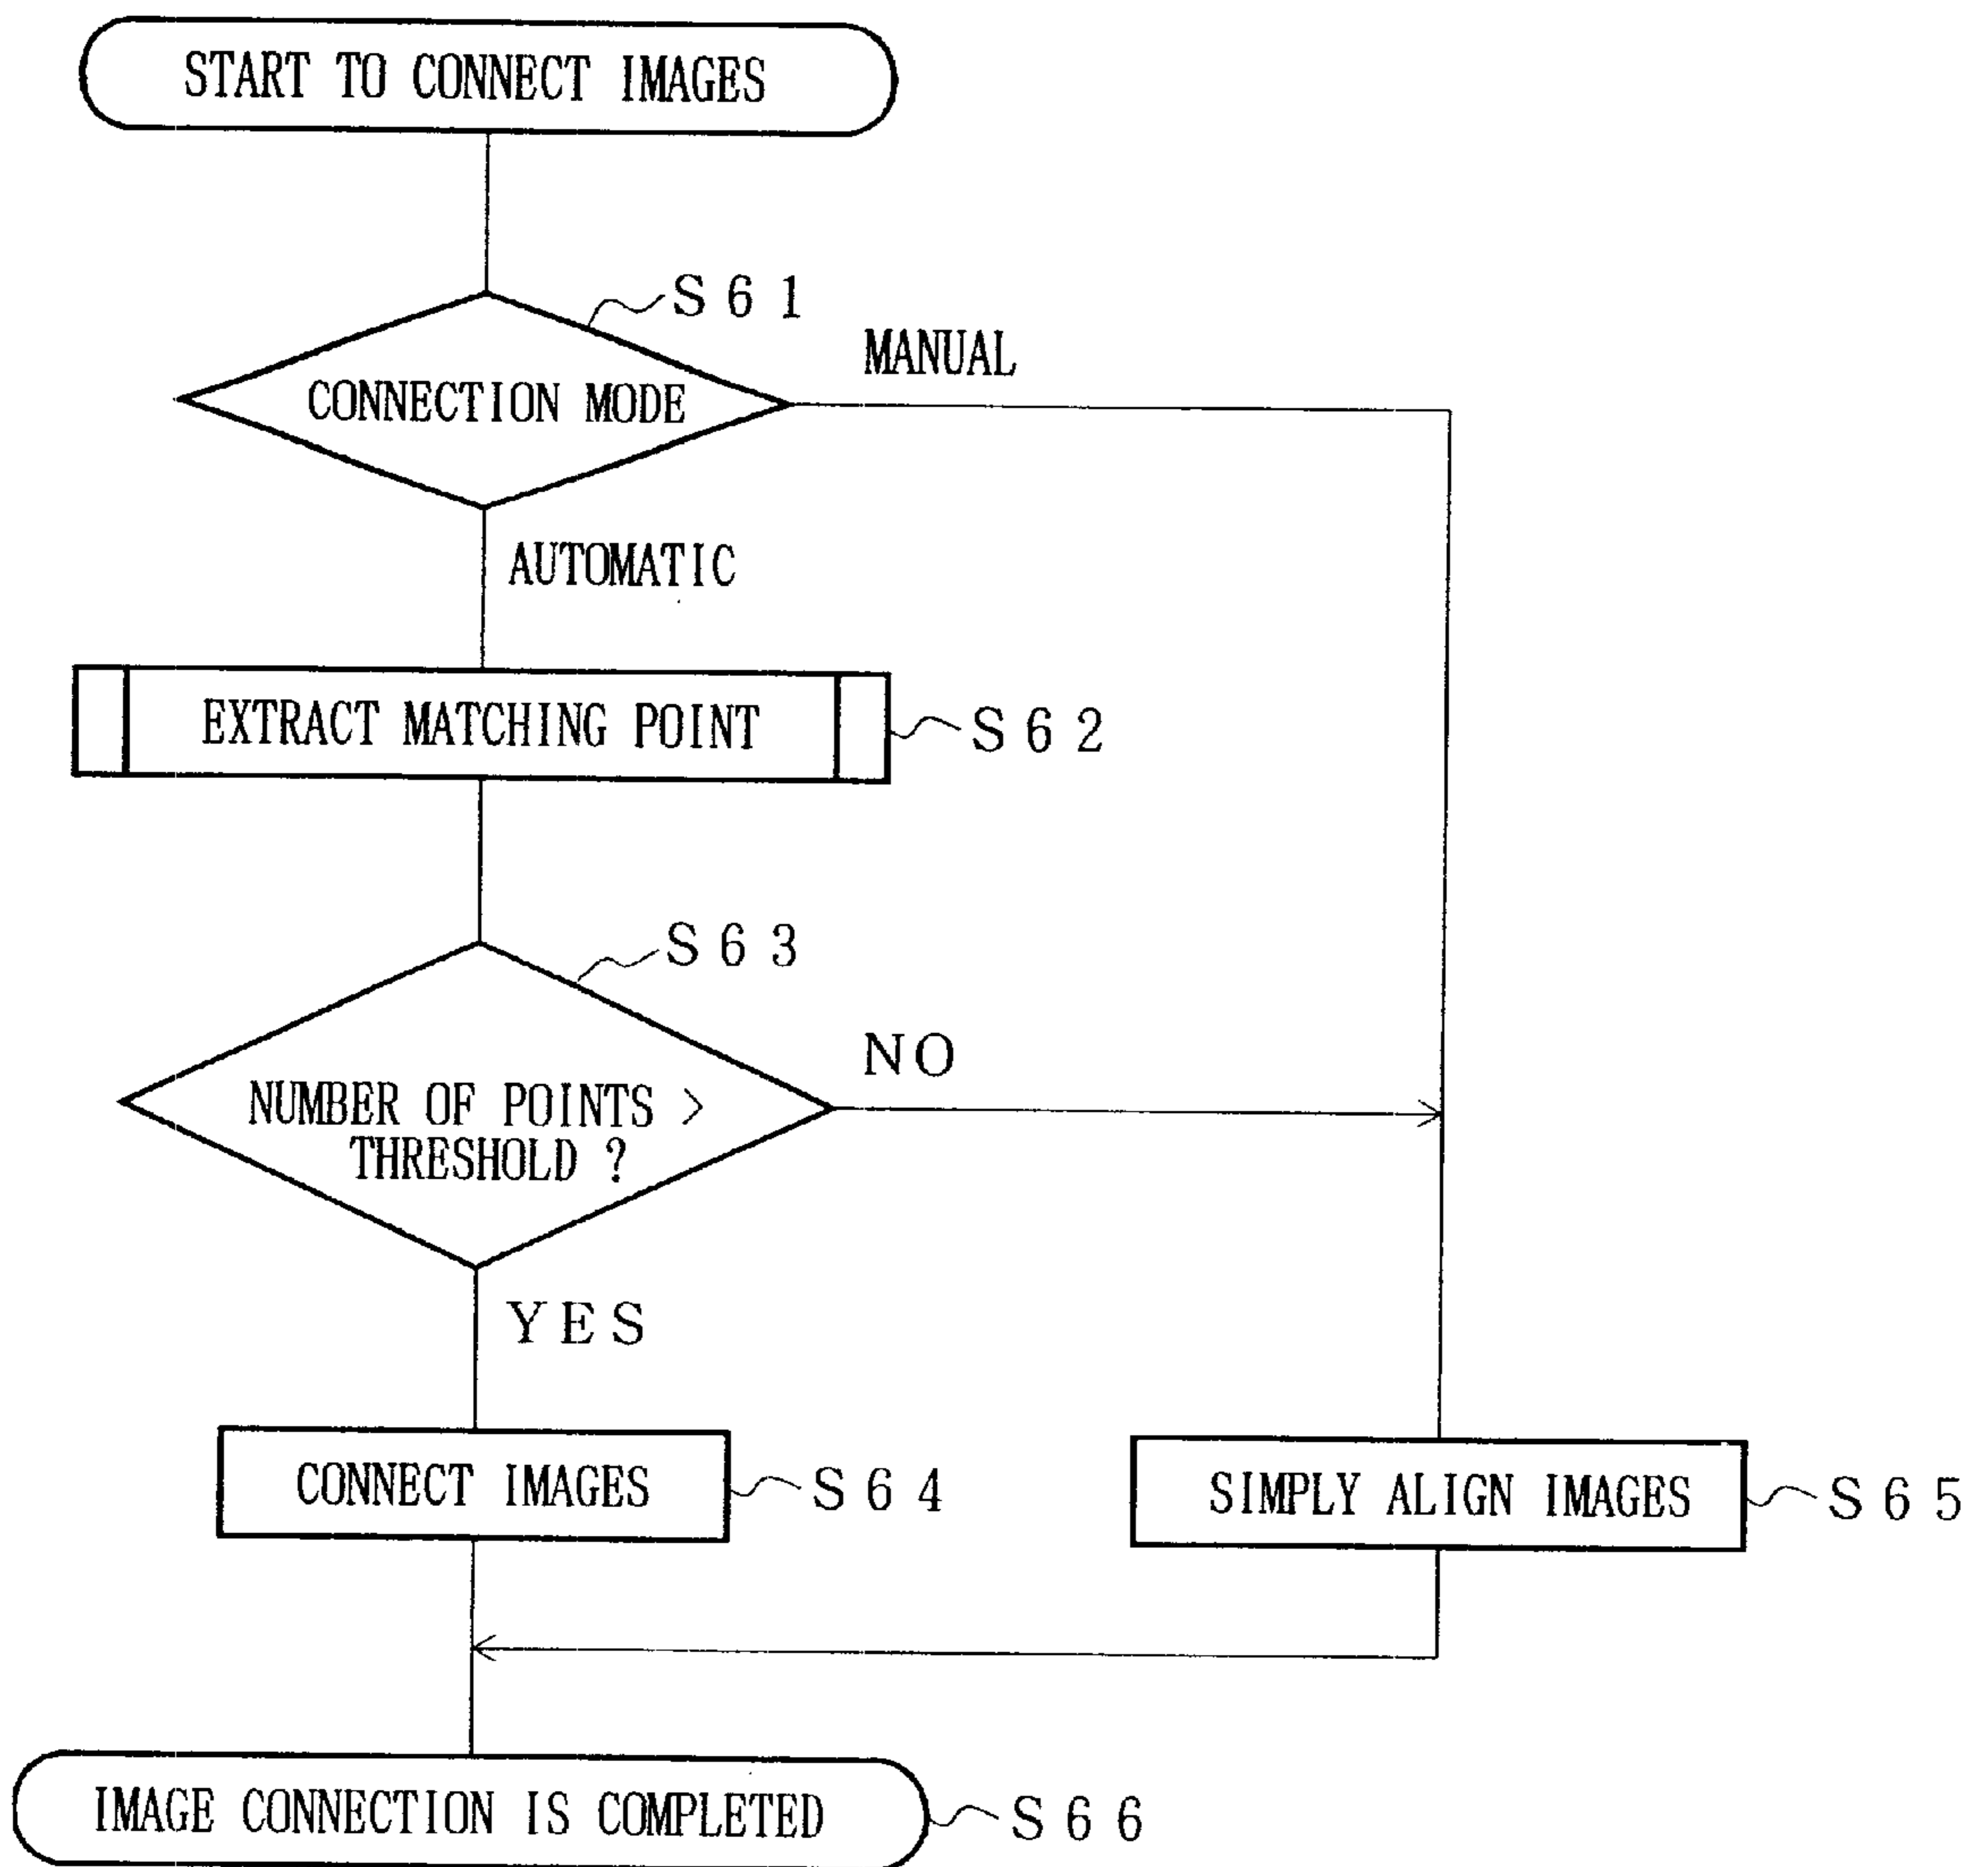 START TO CONNECT IMAGES
S61
MANUAL
CONNECTION MODE
AUTOMATIC
EXTRACT MATCHING POINT
S62
S63
NO
NUMBER OF POINTS >
THRESHOLD ?
YES
CONNECT IMAGES
S64
SIMPLY ALIGN IMAGES
S65
IMAGE CONNECTION IS COMPLETED
S66